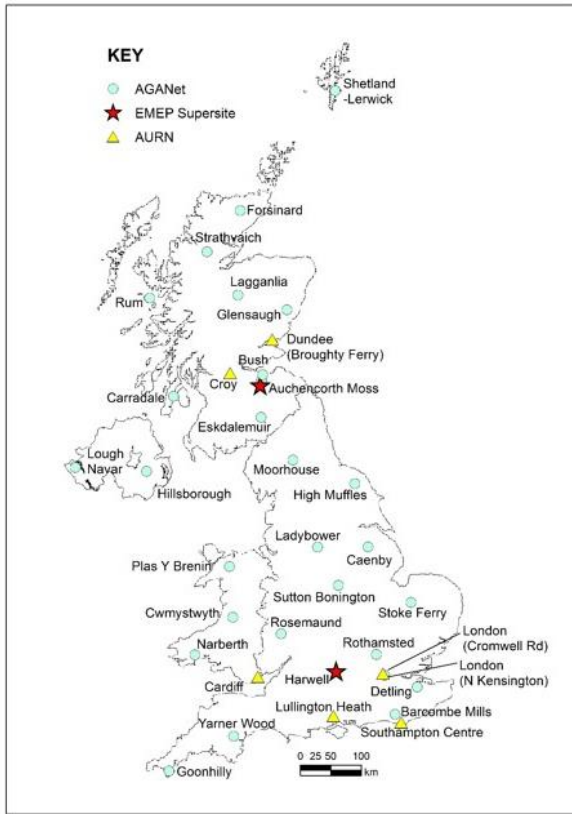 KEY
AGANet
EMEP Supersite
AURN
Shetland
-Lerwick
Forsinard
Strathvaich
Lagganlia
Rum
Glensaugh
Dundee
(Broughty Ferry)
Bush
Croy
Auchencorth Moss
Carradale
Eskdalemuir
Lough
Navar
Moorhouse
Hillsborough
High Muffles
Ladybower
Caenby
Plas Y Brenin
Sutton Bonington
Stoke Ferry
Cwmystwyth
Rosemaund
London
(Cromwell Rd)
Narberth
Rothamsted
London
(N Kensington)
Harwell
Cardiff
Detling
Lullington Heath
Barcombe Mills
Yarner Wood
Southampton Centre
Goonhilly
0 25 50 100
km